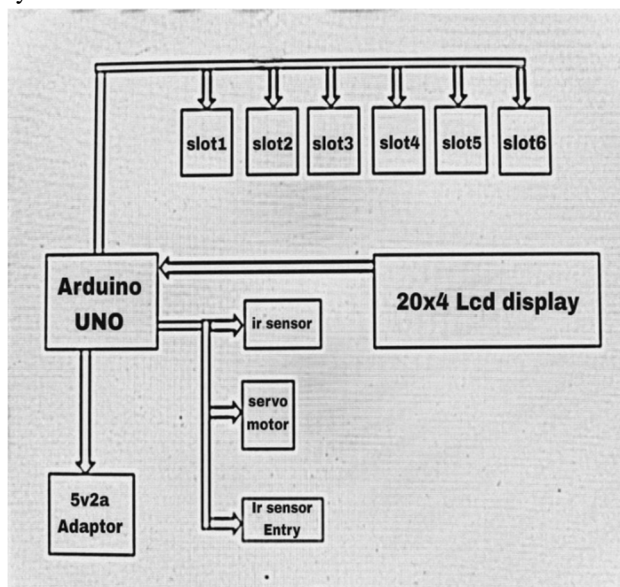 slot1 slot2 slot3 slot4 slot5 slot6
Arduino
UNO
20x4 Lcd display
ir sensor
servo
motor
5v2a
Adaptor
Ir sensor
Entry